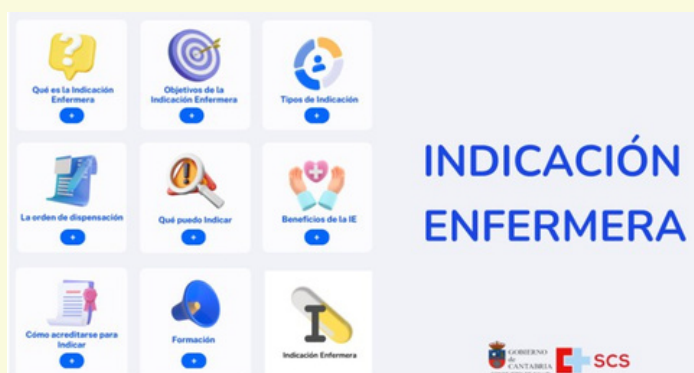 Qué es la Indicación
Enfermera
+
Objetivos de la
Indicación Enfermera
+
Tipos de Indicación
+
La orden de dispensación
+
Qué puedo Indicar
+
Beneficios de la IE
+
Cómo acreditarse para
Indicar
+
Formación
+
I
Indicación Enfermera
INDICACIÓN
ENFERMERA
GOBIERNO
de
CANTABRIA
SCS